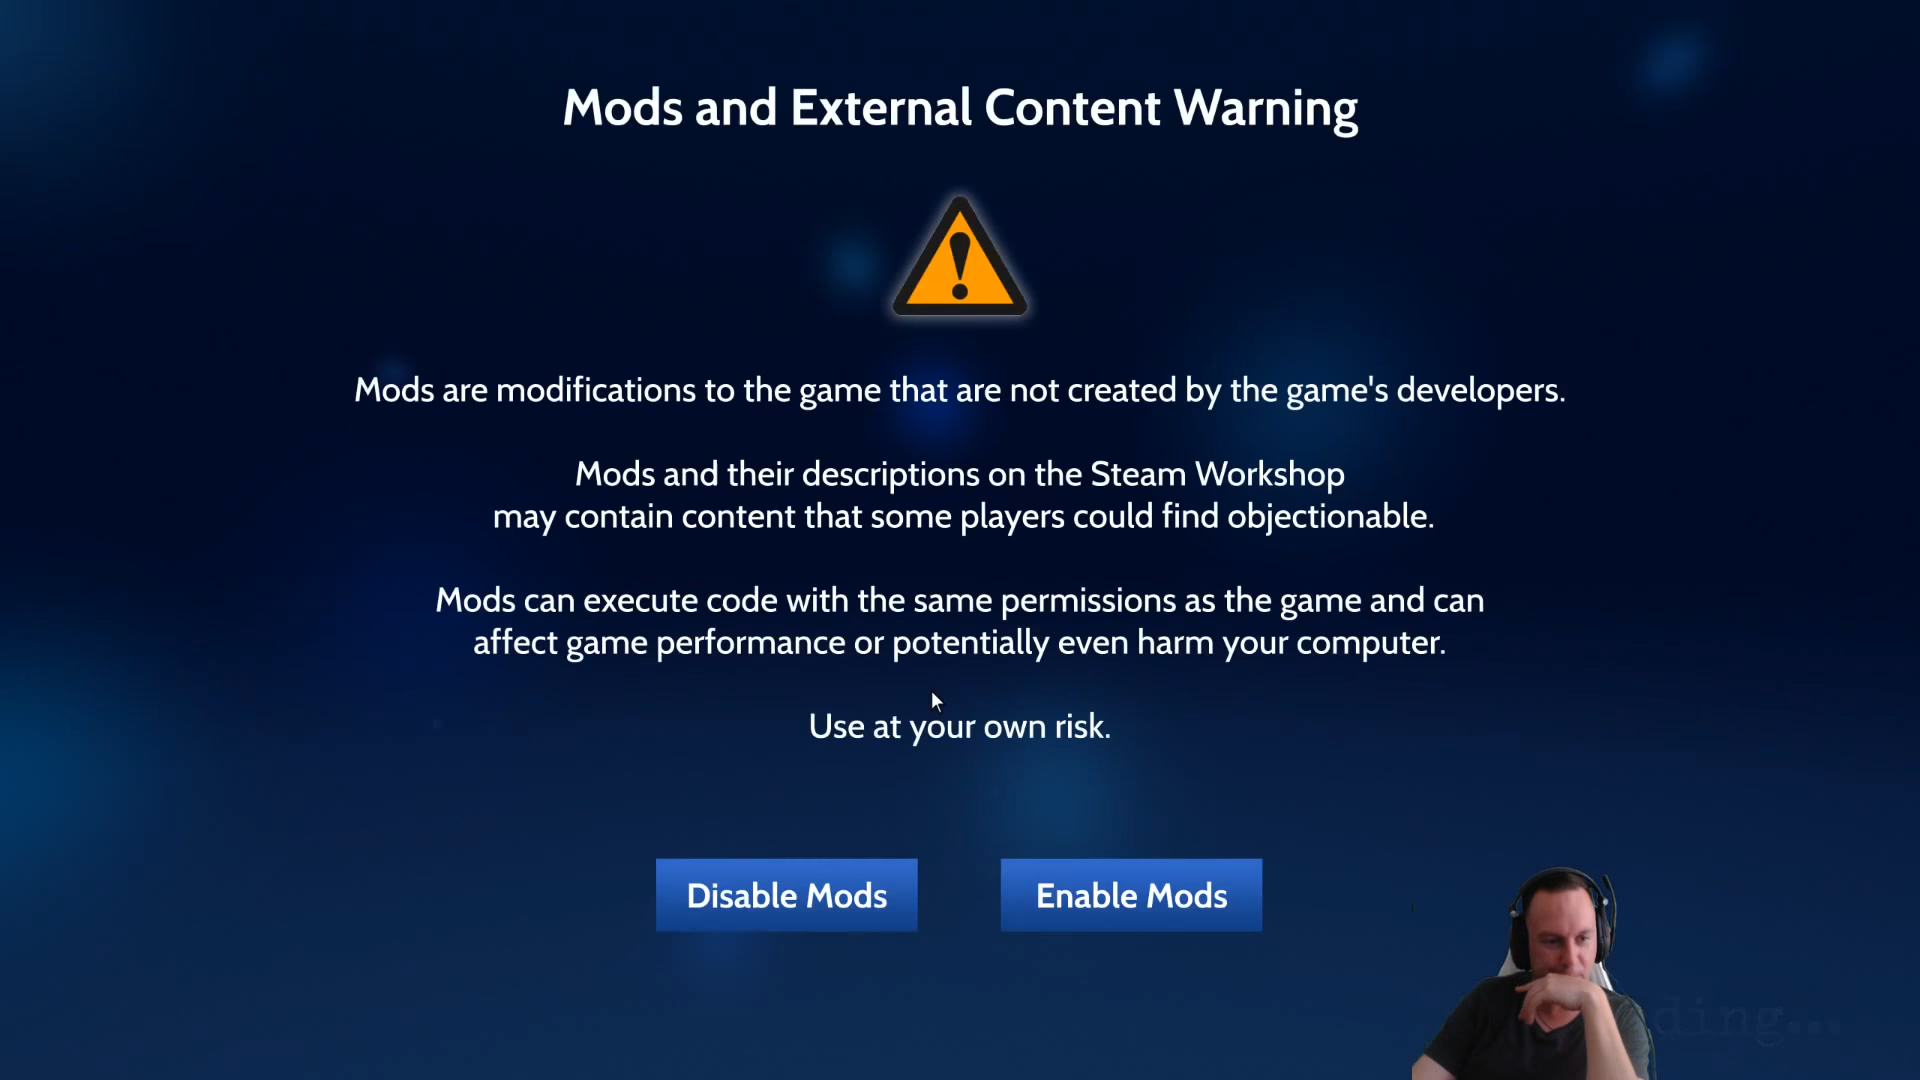 Mods and External Content Warning
Mods are modifications to the game that are not created by the game's developers.
Mods and their descriptions on the Steam Workshop
may contain content that some players could find objectionable.
Mods can execute code with the same permissions as the game and can
affect game performance or potentially even harm your computer.
Use at your own risk.
Disable Mods
Enable Mods
ding...